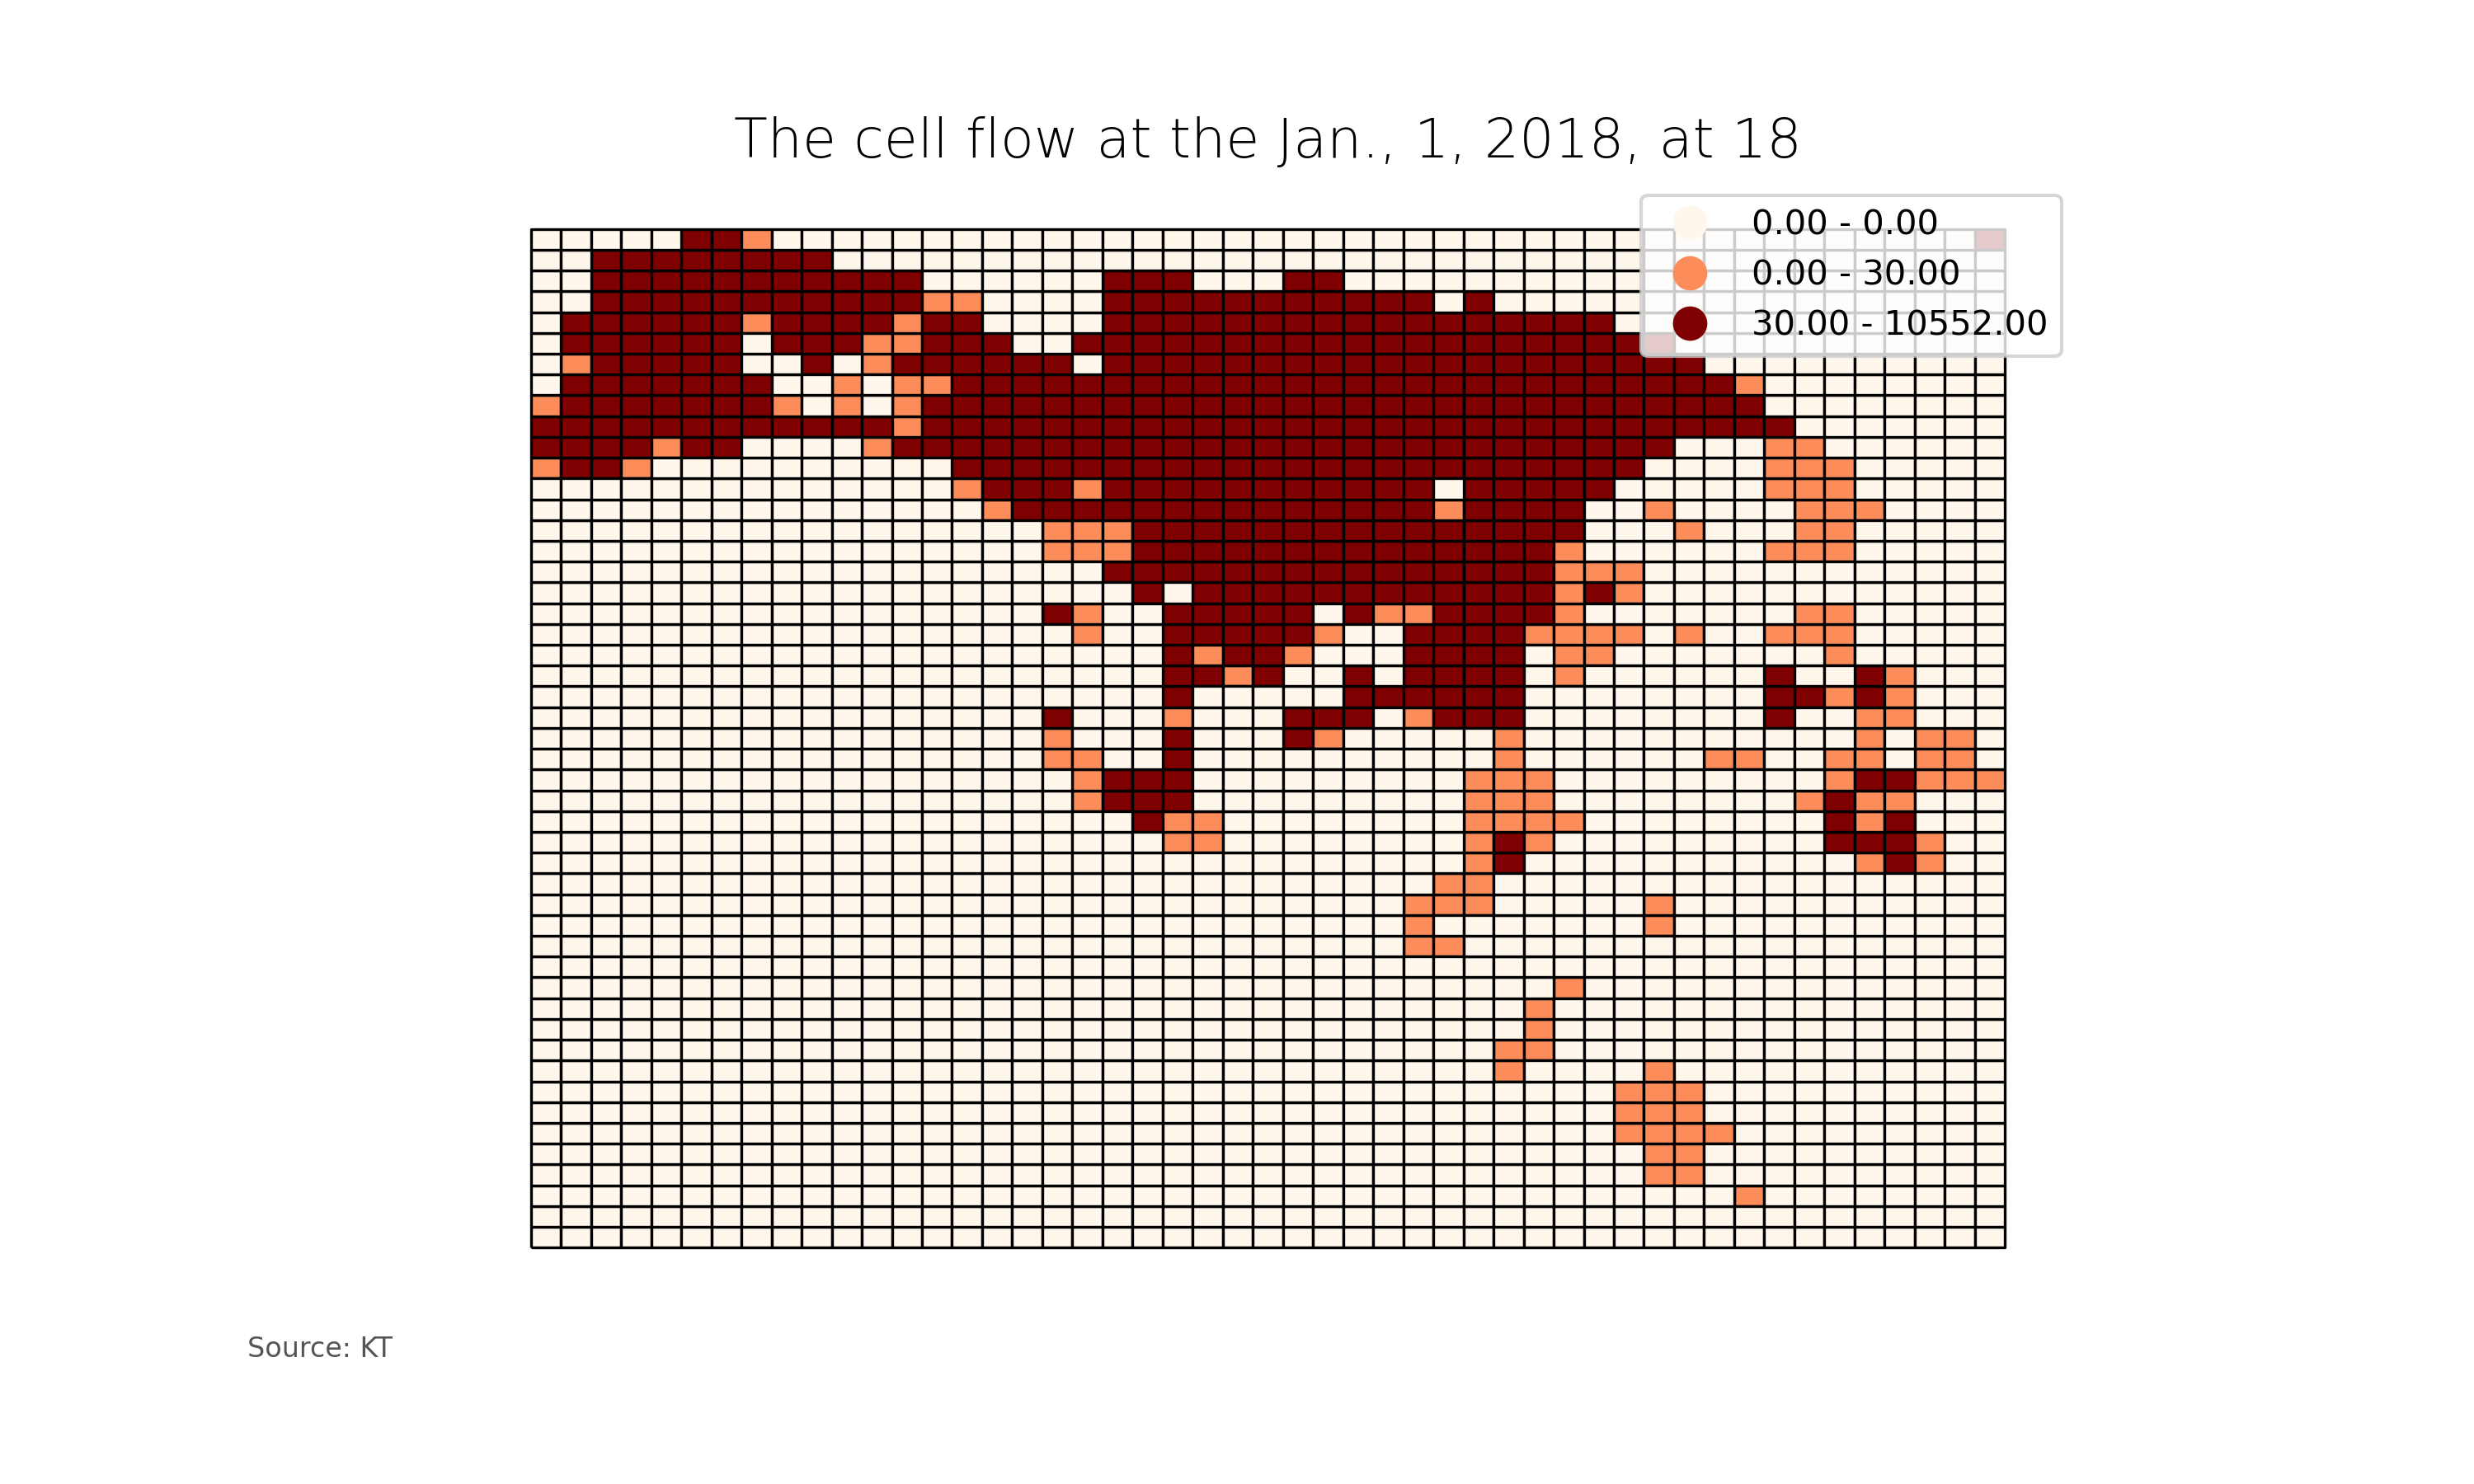 The cell flow at the Jan., 1, 2018, at 18
0.00 - 0.00
0.00 - 30.00
30.00 - 10552.00
Source: KT